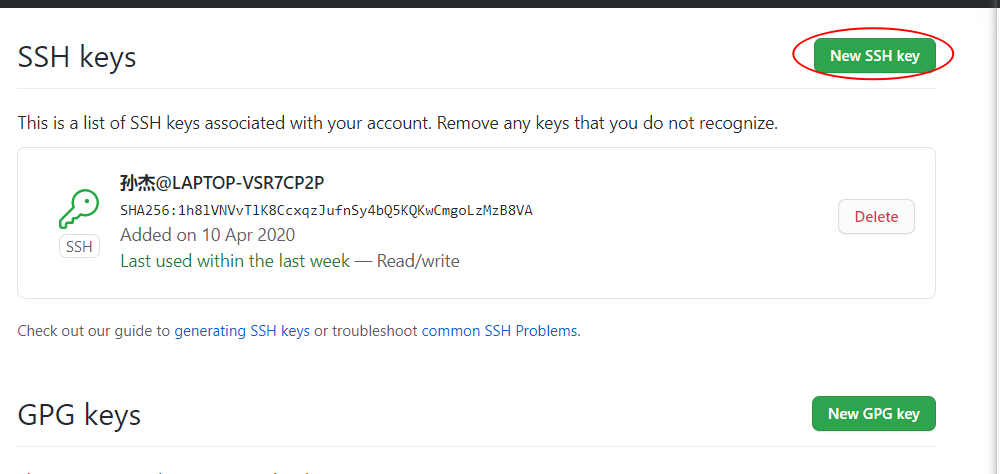 SSH keys
New SSH key
This is a list of SSH keys associated with your account. Remove any keys that you do not recognize.
孙杰@LAPTOP-VSR7CP2P
SHA256:1h8lVNVvTlK8CcxqzJufnSy4bQ5KQKwCmgoLzMzB8VA
Added on 10 Apr 2020
Last used within the last week — Read/write
SSH
Delete
Check out our guide to generating SSH keys or troubleshoot common SSH Problems.
GPG keys
New GPG key